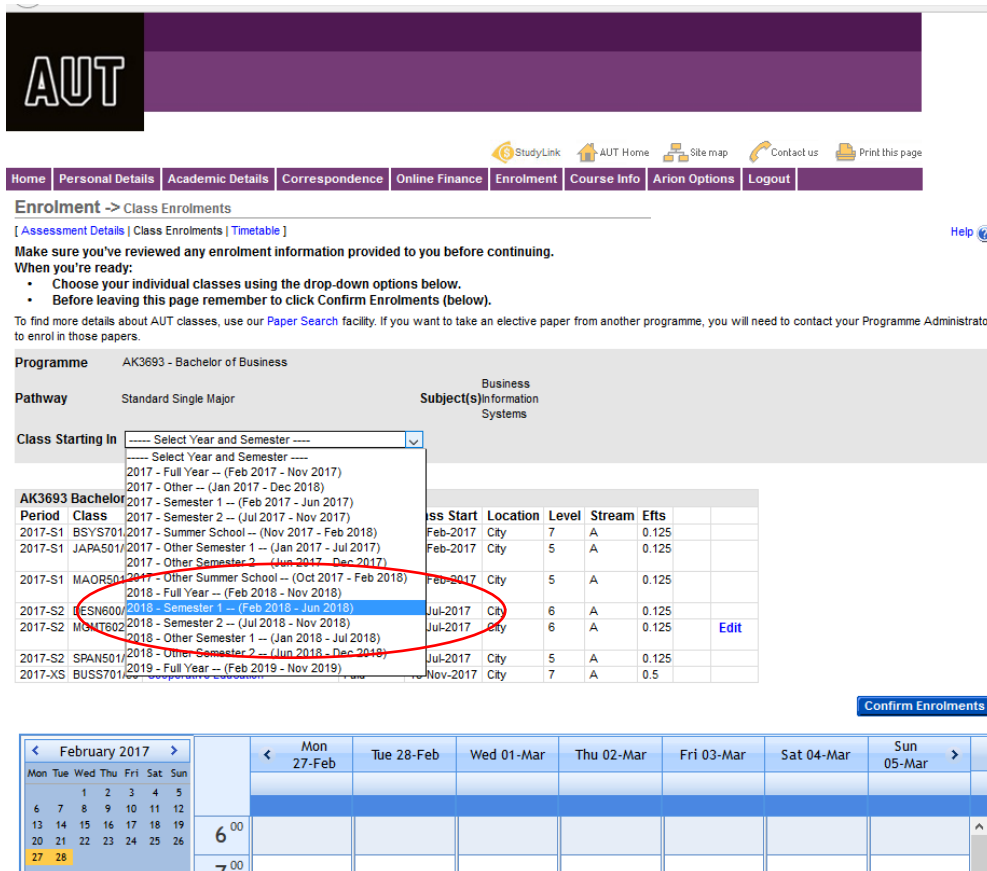 AUT
StudyLink AUT Home Site map Contact us Print this page
Home Personal Details Academic Details Correspondence Online Finance Enrolment Course Info Arion Options Logout
Enrolment -> Class Enrolments
[ Assessment Details | Class Enrolments | Timetable ] Help
Make sure you've reviewed any enrolment information provided to you before continuing.
When you're ready:
• Choose your individual classes using the drop-down options below.
• Before leaving this page remember to click Confirm Enrolments (below).
To find more details about AUT classes, use our Paper Search facility. If you want to take an elective paper from another programme, you will need to contact your Programme Administrato
to enrol in those papers.
Programme AK3693 - Bachelor of Business
Pathway Standard Single Major Subject(s) Business
Information
Systems
Class Starting In ----- Select Year and Semester ----
----- Select Year and Semester ----
2017 - Full Year -- (Feb 2017 - Nov 2017)
2017 - Other -- (Jan 2017 - Dec 2018)
2017 - Semester 1 -- (Feb 2017 - Jun 2017)
2017 - Semester 2 -- (Jul 2017 - Nov 2017)
2017 - Summer School -- (Nov 2017 - Feb 2018)
2017 - Other Semester 1 -- (Jan 2017 - Jul 2017)
2017 - Other Semester 2 -- (Jun 2017 - Dec 2017)
2017 - Other Summer School -- (Oct 2017 - Feb 2018)
2018 - Full Year -- (Feb 2018 - Nov 2018)
2018 - Semester 1 -- (Feb 2018 - Jun 2018)
2018 - Semester 2 -- (Jul 2018 - Nov 2018)
2018 - Other Semester 1 -- (Jan 2018 - Jul 2018)
2018 - Other Semester 2 -- (Jun 2018 - Dec 2018)
2019 - Full Year -- (Feb 2019 - Nov 2019)
AK3693 Bachelor
Period Class ass Start Location Level Stream Efts
2017-S1 BSYS701/ Feb-2017 City 7 A 0.125
2017-S1 JAPA501/ Feb-2017 City 5 A 0.125
2017-S1 MAOR501 Feb-2017 City 5 A 0.125
2017-S2 DESN600/ Jul-2017 City 6 A 0.125
2017-S2 MGMT602 Jul-2017 City 6 A 0.125 Edit
2017-S2 SPAN501/ Jul-2017 City 5 A 0.125
2017-XS BUSS701/ Cooperative Education Nov-2017 City 7 A 0.5
Confirm Enrolments
< February 2017 > < Mon
27-Feb Tue 28-Feb Wed 01-Mar Thu 02-Mar Fri 03-Mar Sat 04-Mar Sun
05-Mar >
Mon Tue Wed Thu Fri Sat Sun
1 2 3 4 5
6 7 8 9 10 11 12
13 14 15 16 17 18 19
20 21 22 23 24 25 26
27 28
6 00
7 00